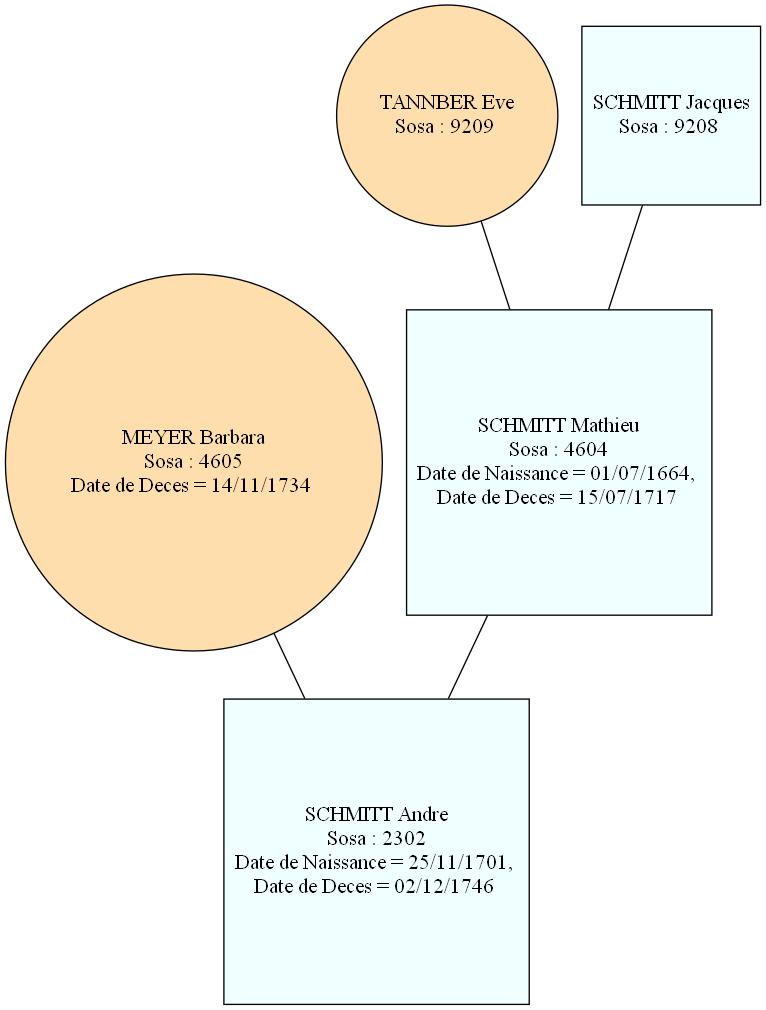 TANNBER Eve
Sosa : 9209
SCHMITT Jacques
Sosa : 9208
MEYER Barbara
Sosa : 4605
Date de Deces = 14/11/1734
SCHMITT Mathieu
Sosa : 4604
Date de Naissance = 01/07/1664,
Date de Deces = 15/07/1717
SCHMITT Andre
Sosa : 2302
Date de Naissance = 25/11/1701,
Date de Deces = 02/12/1746